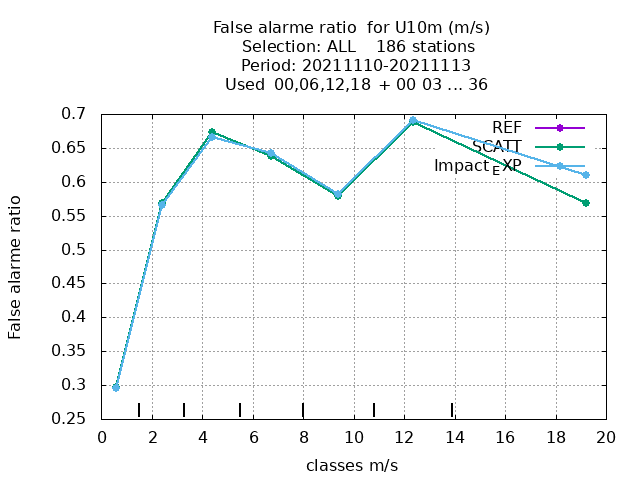 False alarme ratio for U10m (m/s)
Selection: ALL 186 stations
Period: 20211110-20211113
Used 00,06,12,18 + 00 03 ... 36
0.7
0.65
0.6
0.55
0.5
0.45
0.4
0.35
0.3
0.25
False alarme ratio
REF
SCATT
Impact_EXP
0 2 4 6 8 10 12 14 16 18 20
classes m/s